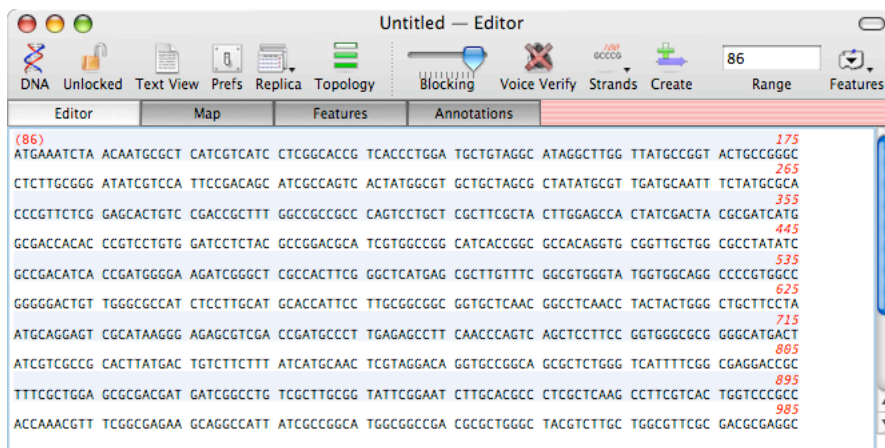 Untitled — Editor
86
DNA Unlocked Text View Prefs Replica Topology Blocking Voice Verify Strands Create Range Features
Editor Map Features Annotations
(86) 175
ATGAAATCTA ACAATGCGCT CATCGTCATC CTCGGCACCG TCACCCTGGA TGCTGTAGGC ATAGGCTTGG TTATGCCGGT ACTGCCGGGC
265
CTCTTGCGGG ATATCGTCCA TTCCGACAGC ATCGCCAGTC ACTATGGCGT GCTGCTAGCG CTATATGCGT TGATGCAATT TCTATGCGCA
355
CCCGTTCTCG GAGCACTGTC CGACCGCTTT GGCCGCCGCC CAGTCCTGCT CGCTTCGCTA CTTGGAGCCA CTATCGACTA CGCGATCATG
445
GCGACCACAC CCGTCCTGTG GATCCTCTAC GCCGGACGCA TCGTGGCCGG CATCACCGGC GCCACAGGTG CGGTTGCTGG CGCCTATATC
535
GCCGACATCA CCGATGGGGA AGATCGGGCT CGCCACTTCG GGCTCATGAG CGCTTGTTTC GGCGTGGGTA TGGTGGCAGG CCCCGTGGCC
625
GGGGGACTGT TGGGCGCCAT CTCCTTGCAT GCACCATTCC TTGCGGCGGC GGTGCTCAAC GGCCTCAACC TACTACTGGG CTGCTTCCTA
715
ATGCAGGAGT CGCATAAGGG AGAGCGTCGA CCGATGCCCT TGAGAGCCTT CAACCCAGTC AGCTCCTTCC GGTGGGCGCG GGGCATGACT
805
ATCGTCGCCG CACTTATGAC TGTCTTCTTT ATCATGCAAC TCGTAGGACA GGTGCCGGCA GCGCTCTGGG TCATTTTCGG CGAGGACCGC
895
TTTCGCTGGA GCGCGACGAT GATCGGCCTG TCGCTTGCGG TATTCGGAAT CTTGCACGCC CTCGCTCAAG CCTTCGTCAC TGGTCCCGCC
985
ACCAAACGTT TCGGCGAGAA GCAGGCCATT ATCGCCGGCA TGGCGGCCGA CGCGCTGGGC TACGTCTTGC TGGCGTTCGC GACGCGAGGC